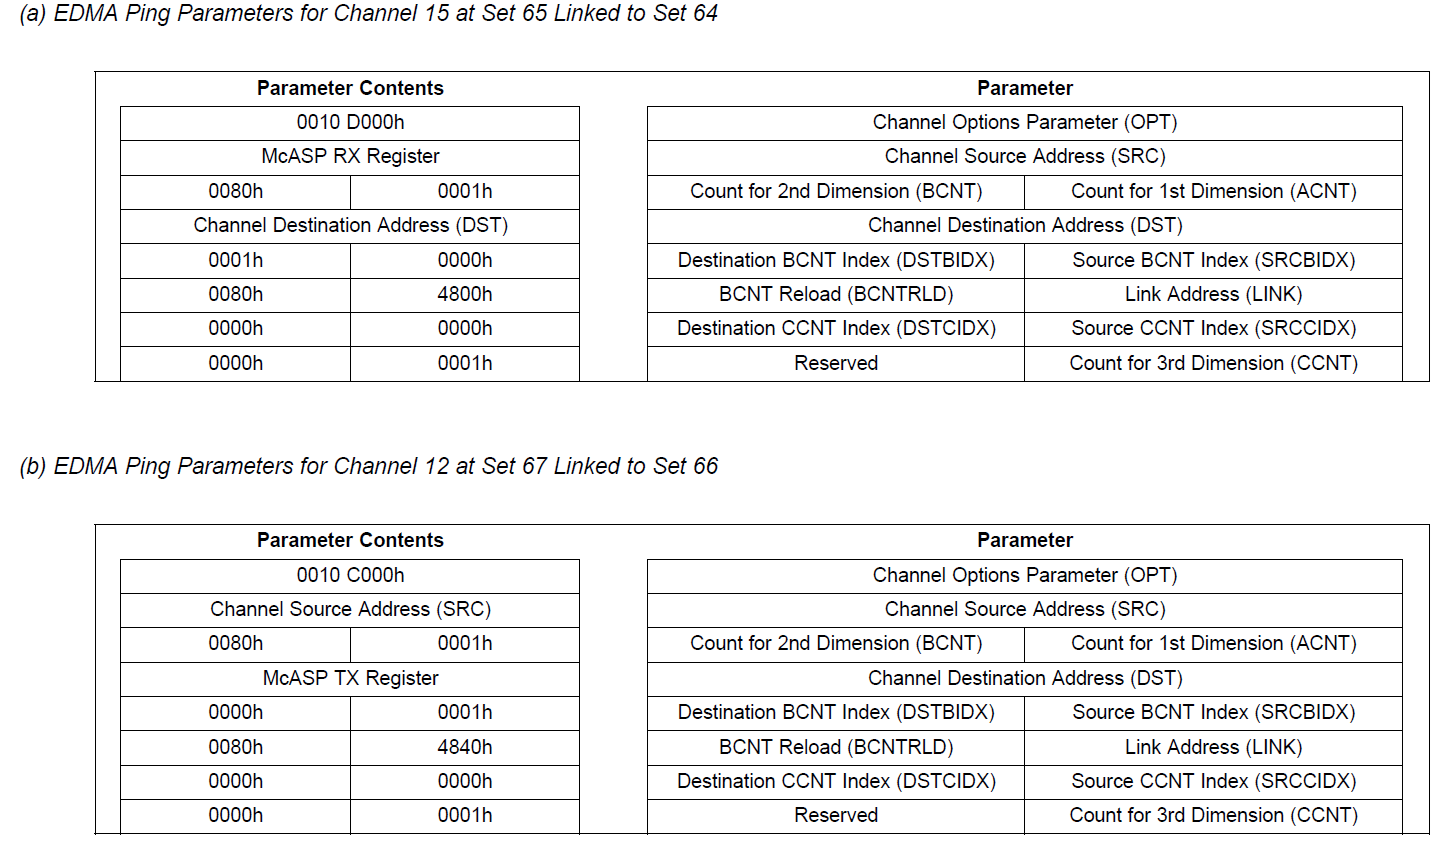 (a) EDMA Ping Parameters for Channel 15 at Set 65 Linked to Set 64
Parameter Contents Parameter
0010 D000h Channel Options Parameter (OPT)
McASP RX Register Channel Source Address (SRC)
0080h 0001h Count for 2nd Dimension (BCNT) Count for 1st Dimension (ACNT)
Channel Destination Address (DST) Channel Destination Address (DST)
0001h 0000h Destination BCNT Index (DSTBIDX) Source BCNT Index (SRCBIDX)
0080h 4800h BCNT Reload (BCNTRLD) Link Address (LINK)
0000h 0000h Destination CCNT Index (DSTCIDX) Source CCNT Index (SRCCIDX)
0000h 0001h Reserved Count for 3rd Dimension (CCNT)
(b) EDMA Ping Parameters for Channel 12 at Set 67 Linked to Set 66
Parameter Contents Parameter
0010 C000h Channel Options Parameter (OPT)
Channel Source Address (SRC) Channel Source Address (SRC)
0080h 0001h Count for 2nd Dimension (BCNT) Count for 1st Dimension (ACNT)
McASP TX Register Channel Destination Address (DST)
0000h 0001h Destination BCNT Index (DSTBIDX) Source BCNT Index (SRCBIDX)
0080h 4840h BCNT Reload (BCNTRLD) Link Address (LINK)
0000h 0000h Destination CCNT Index (DSTCIDX) Source CCNT Index (SRCCIDX)
0000h 0001h Reserved Count for 3rd Dimension (CCNT)